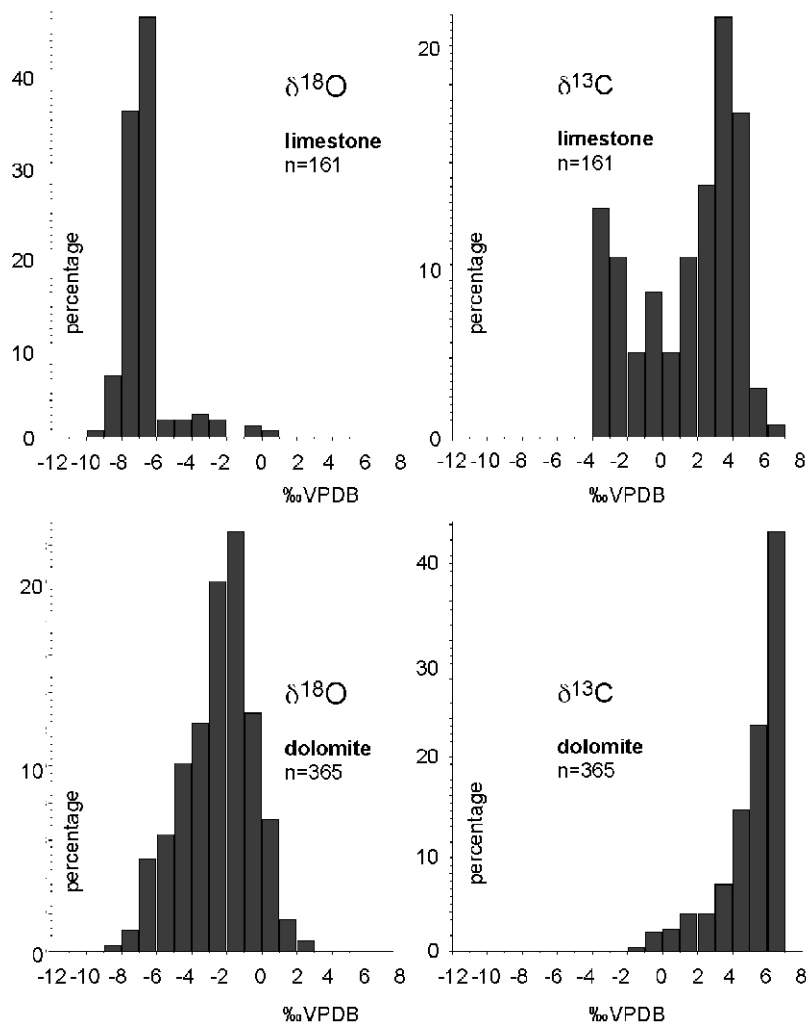 40
30
20
10
0
percentage
δ18O
limestone
n=161
-12 -10 -8 -6 -4 -2 0 2 4 6 8
‰VPDB
20
10
0
percentage
δ13C
limestone
n=161
-12 -10 -8 -6 -4 -2 0 2 4 6 8
‰VPDB
20
10
0
percentage
δ18O
dolomite
n=365
-12 -10 -8 -6 -4 -2 0 2 4 6 8
‰VPDB
40
30
20
10
0
percentage
δ13C
dolomite
n=365
-12 -10 -8 -6 -4 -2 0 2 4 6 8
‰VPDB